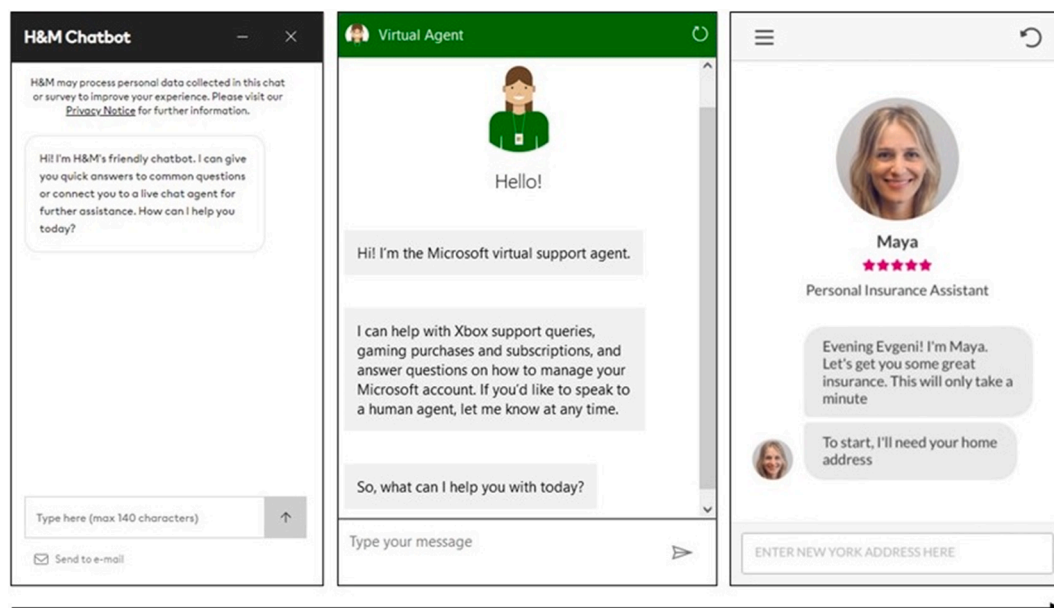 H&M Chatbot
H&M may process personal data collected in this chat
or survey to improve your experience. Please visit our
Privacy Notice for further information.
Hi! I'm H&M's friendly chatbot. I can give
you quick answers to common questions
or connect you to a live chat agent for
further assistance. How can I help you
today?
Type here (max 140 characters)
Send to e-mail
Virtual Agent
Hello!
Hi! I'm the Microsoft virtual support agent.
I can help with Xbox support queries,
gaming purchases and subscriptions, and
answer questions on how to manage your
Microsoft account. If you'd like to speak to
a human agent, let me know at any time.
So, what can I help you with today?
Type your message
Maya
Personal Insurance Assistant
Evening Evgeni! I'm Maya.
Let's get you some great
insurance. This will only take a
minute
To start, I'll need your home
address
ENTER NEW YORK ADDRESS HERE